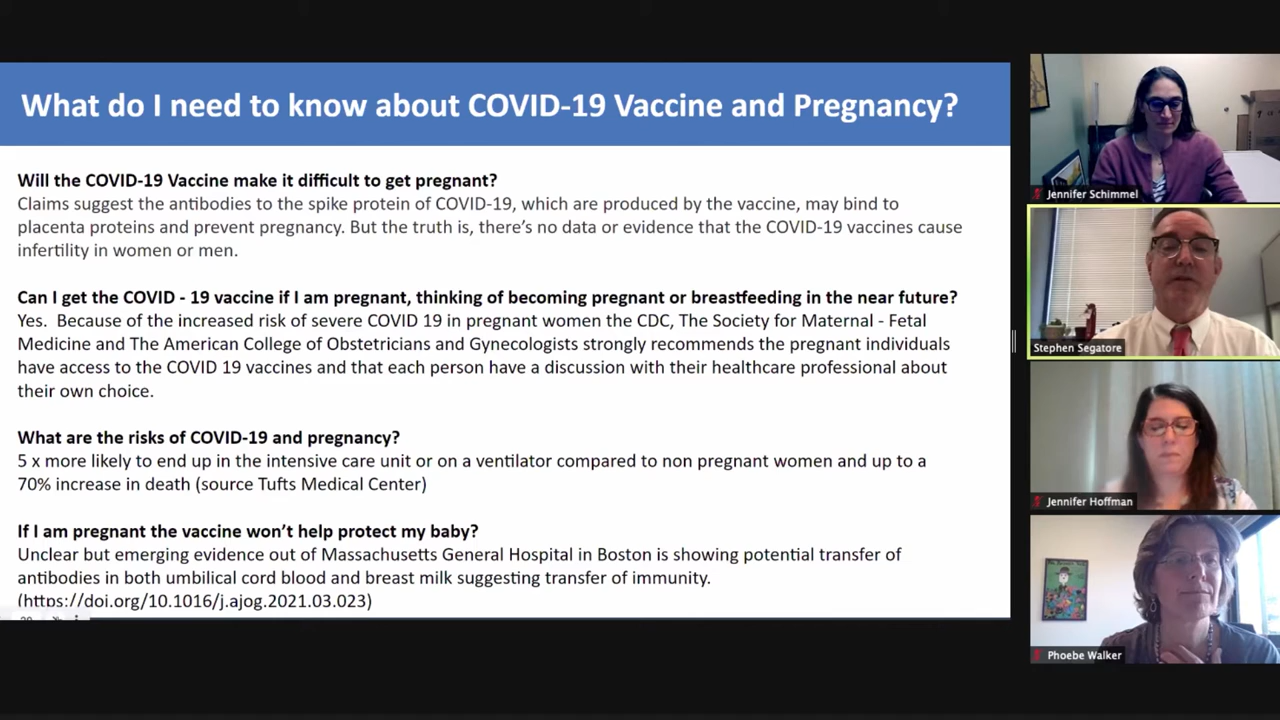 What do I need to know about COVID-19 Vaccine and Pregnancy?
Will the COVID-19 Vaccine make it difficult to get pregnant?
Claims suggest the antibodies to the spike protein of COVID-19, which are produced by the vaccine, may bind to
placenta proteins and prevent pregnancy. But the truth is, there's no data or evidence that the COVID-19 vaccines cause
infertility in women or men.
Can I get the COVID - 19 vaccine if I am pregnant, thinking of becoming pregnant or breastfeeding in the near future?
Yes.  Because of the increased risk of severe COVID 19 in pregnant women the CDC, The Society for Maternal - Fetal
Medicine and The American College of Obstetricians and Gynecologists strongly recommends the pregnant individuals
have access to the COVID 19 vaccines and that each person have a discussion with their healthcare professional about
their own choice.
What are the risks of COVID-19 and pregnancy?
5 x more likely to end up in the intensive care unit or on a ventilator compared to non pregnant women and up to a
70% increase in death (source Tufts Medical Center)
If I am pregnant the vaccine won't help protect my baby?
Unclear but emerging evidence out of Massachusetts General Hospital in Boston is showing potential transfer of
antibodies in both umbilical cord blood and breast milk suggesting transfer of immunity.
(https://doi.org/10.1016/j.ajog.2021.03.023)
Jennifer Schimmel
Stephen Segatore
Jennifer Hoffman
Phoebe Walker